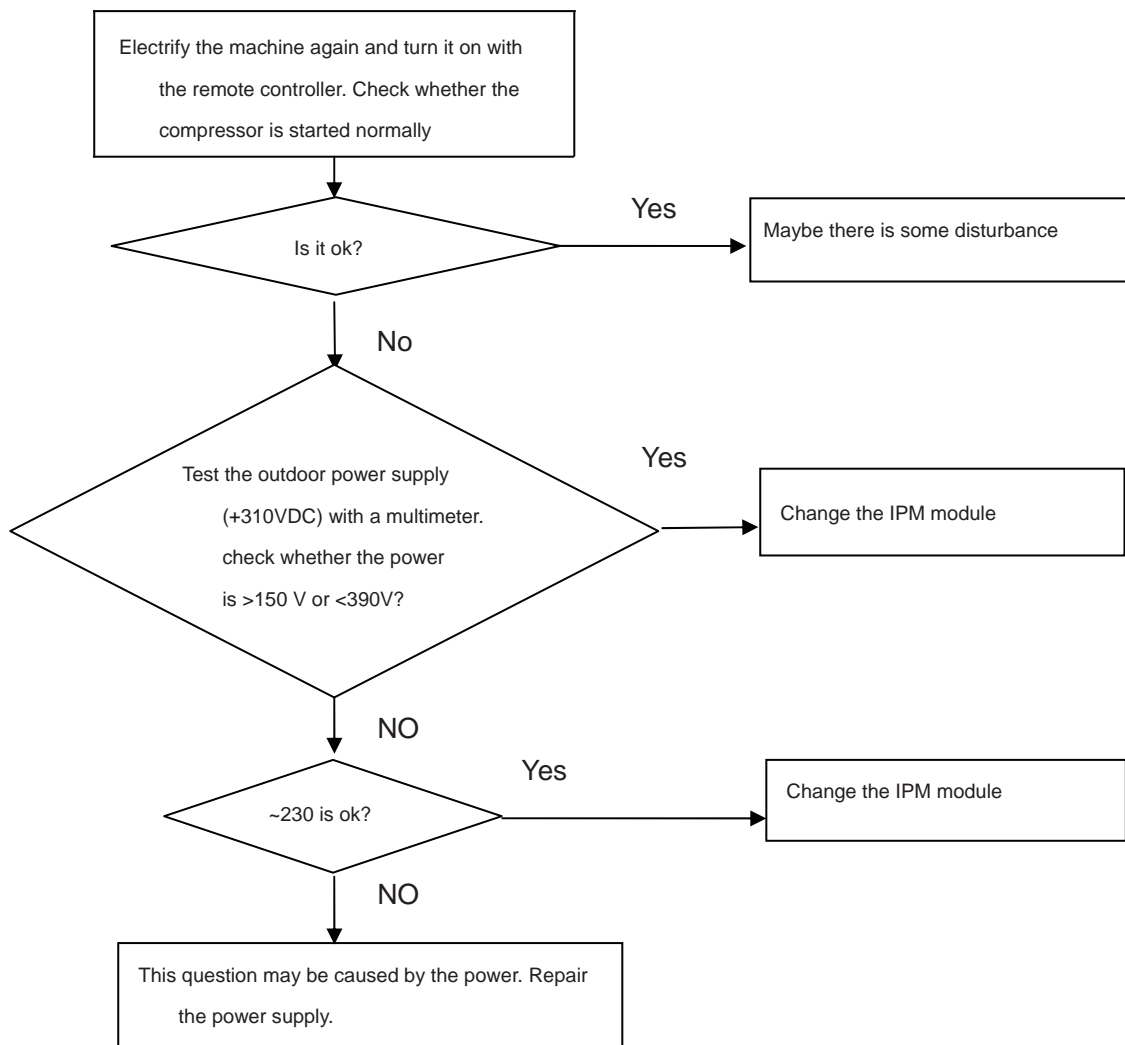 Electrify the machine again and turn it on with
the remote controller. Check whether the
compressor is started normally
Yes
Is it ok?
Maybe there is some disturbance
No
Test the outdoor power supply
(+310VDC) with a multimeter.
check whether the power
is >150 V or <390V?
Yes
Change the IPM module
NO
~230 is ok?
Yes
Change the IPM module
NO
This question may be caused by the power. Repair
the power supply.